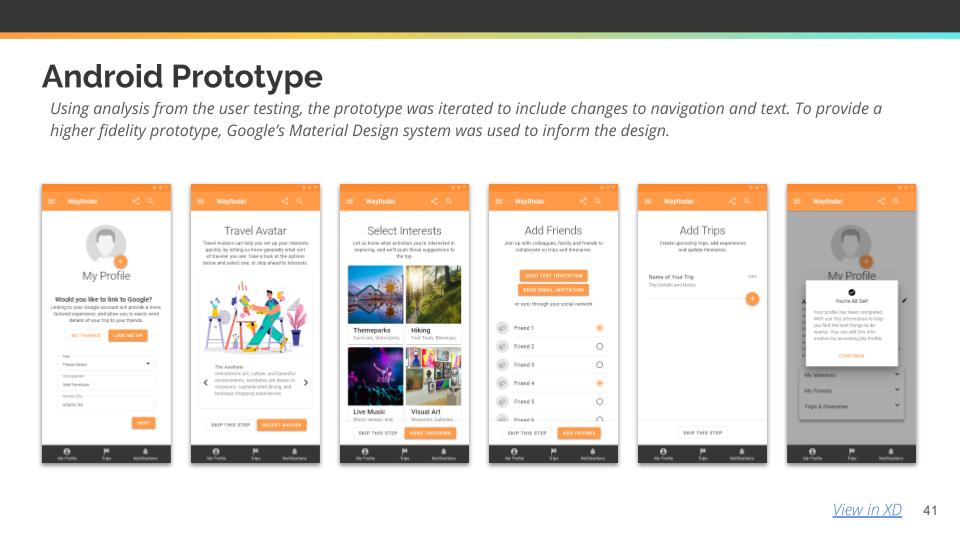 Android Prototype
Using analysis from the user testing, the prototype was iterated to include changes to navigation and text. To provide a
higher fidelity prototype, Google's Material Design system was used to inform the design.
Wayfinder
My Profile
Would you like to link to Google?
Linking to your Google account will provide a more
tailored experience, and allow you to easily send
details of your trip to your friends.
NO THANKS
LINK ME UP
Please Select
Occupation
Web Developer
Home City
Atlanta, Ga
NEXT
My Profile
Trips
Notifications
Wayfinder
Travel Avatar
Travel Avatars can help you set up your interests
quickly, by letting us know generally what sort
of traveler you are. Take a look at the options
below and select one, or skip ahead to interests.
The Aesthete
Interested in art, culture, and beautiful
environments, Aesthetes are drawn to
museums, sophisticated dining, and
boutique shopping experiences.
SKIP THIS STEP
SELECT AVATAR
My Profile
Trips
Notifications
Wayfinder
Select Interests
Let us know what activities you're interested in
exploring, and we'll push those suggestions to
the top.
Themeparks
Hiking
Carnivals, Waterparks,
Foot Trails, Bikeways,
Live Music
Visual Art
Music venues, and
Museums, Galleries,
SKIP THIS STEP
DONE CHOOSING
My Profile
Trips
Notifications
Wayfinder
Add Friends
Join up with colleagues, family and friends to
collaborate on trips and itineraries.
SEND TEXT INVITATION
SEND EMAIL INVITATION
or sync through your social network
Friend 1
Friend 2
Friend 3
Friend 4
Friend 5
Friend 6
SKIP THIS STEP
ADD FRIENDS
My Profile
Trips
Notifications
Wayfinder
Add Trips
Create upcoming trips, add experiences
and update itineraries.
Name of Your Trip
Date
Trip Details and Notes
SKIP THIS STEP
My Profile
Trips
Notifications
Wayfinder
My Profile
You're All Set!
Your profile has been completed.
We'll use this information to help
you find the best things to do
nearby. You can edit this infor-
mation by accessing My Profile
CONTINUE
My Interests
My Friends
Trips & Itineraries
My Profile
Trips
Notifications
View in XD
41